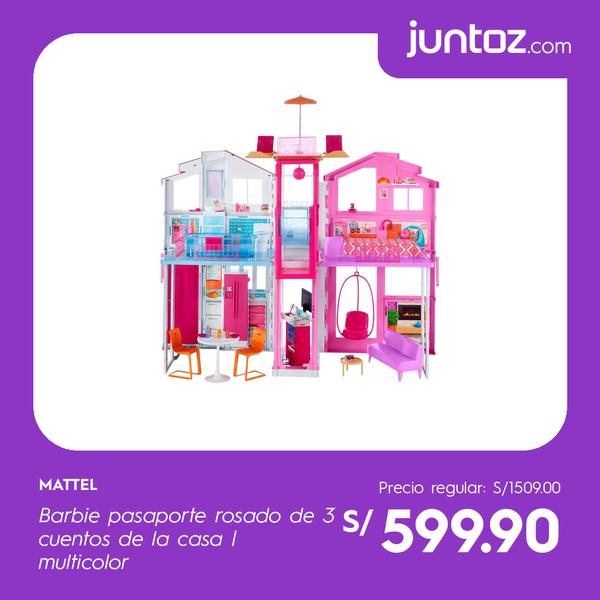 juntoz.com
MATTEL
Precio regular: S/1509.00
Barbie pasaporte rosado de 3
cuentos de la casa |
multicolor
S/ 599.90